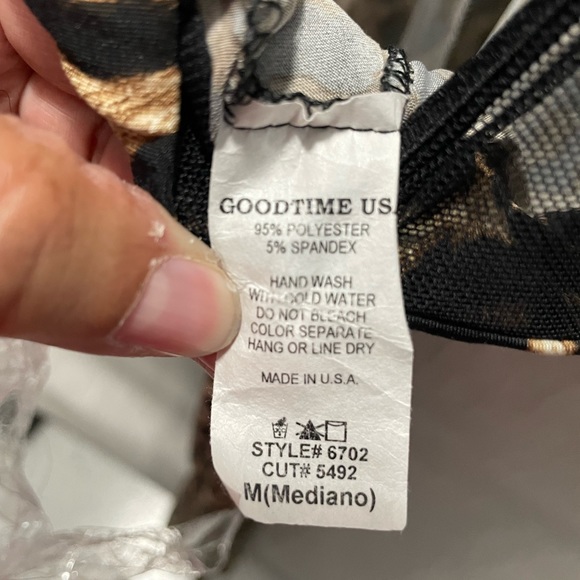 GOODTIME US
95% POLYESTER
5% SPANDEX
HAND WASH
WITH COLD WATER
DO NOT BLEACH
COLOR SEPARATE
HANG OR LINE DRY
MADE IN U.S.A.
STYLE# 6702
CUT# 5492
M(Mediano)